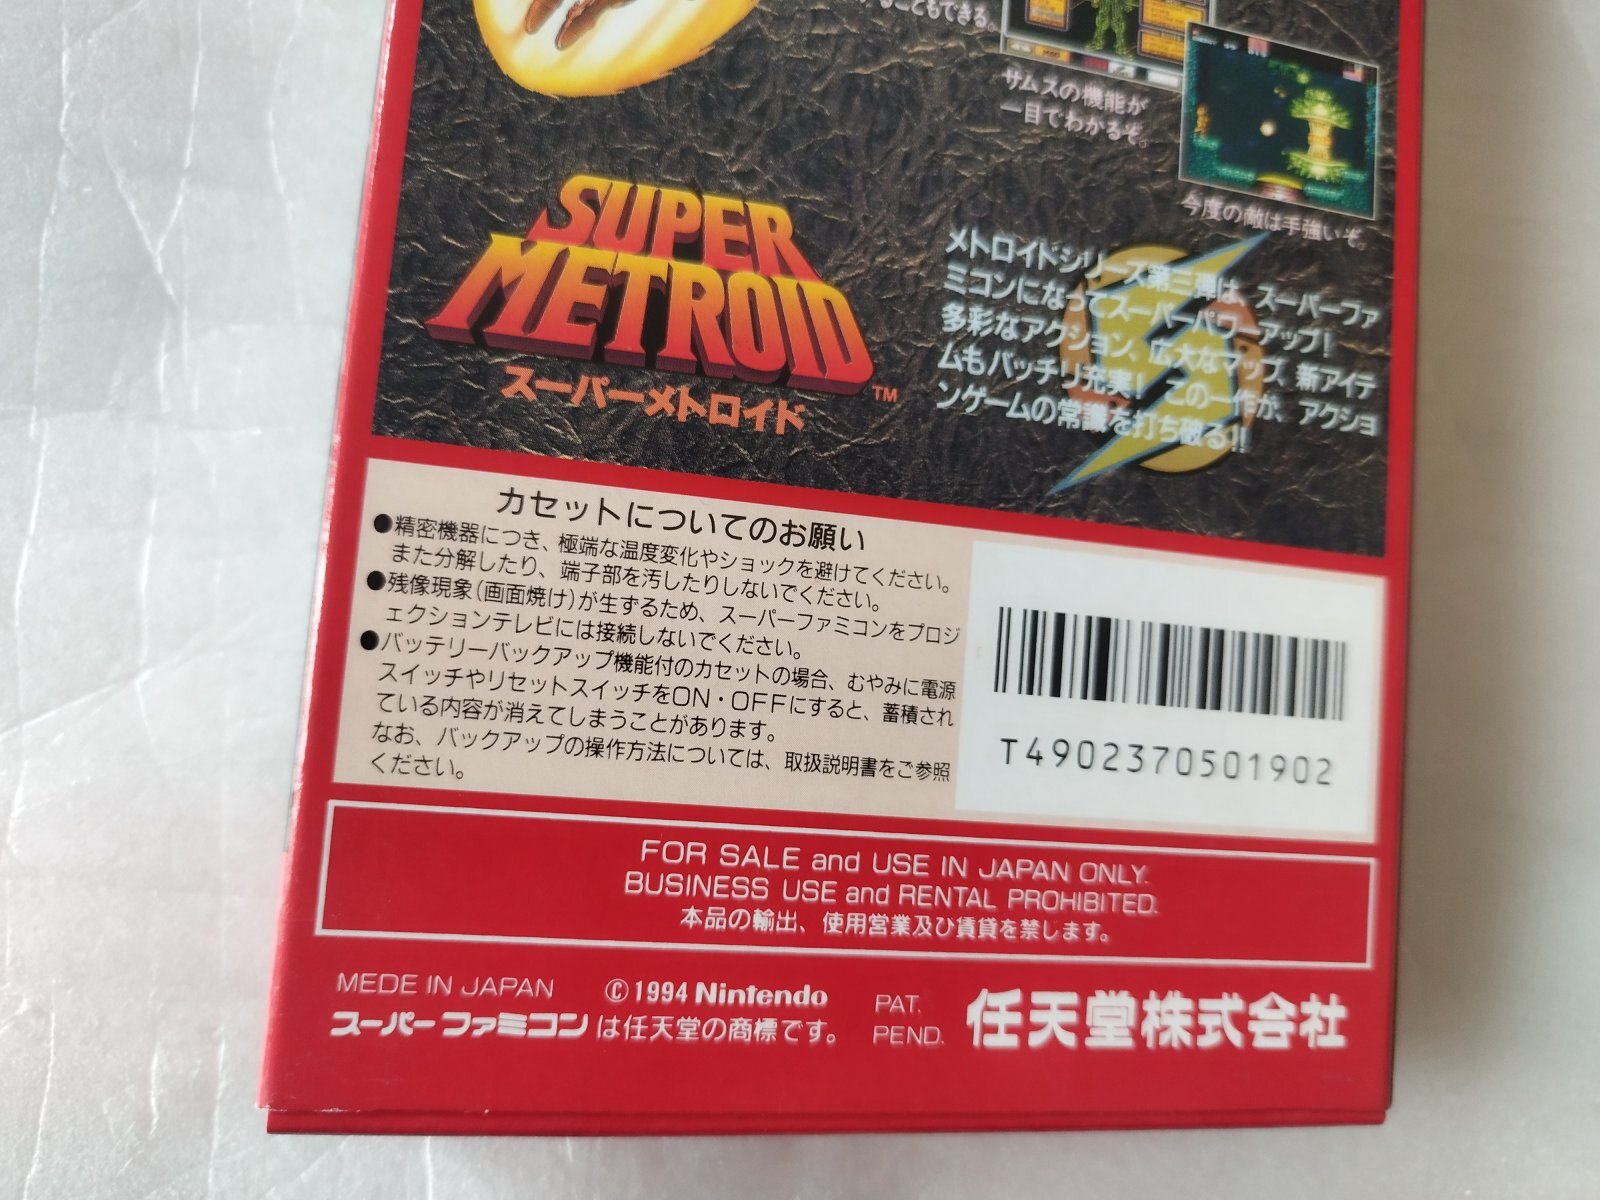 こともできる。
サムスの機能が
一目でわかるぞ。
今度の敵は手強いぞ。
SUPER
METROID
TM
スーパーメトロイド
メトロイドシリーズ第三弾は、スーパーファ
ミコンになってスーパーパワーアップ!
多彩なアクション、広大なマップ、新アイテ
ムもバッチリ充実! この一作が、アクショ
ンゲームの常識を打ち破る!!
カセットについてのお願い
●精密機器につき、極端な温度変化やショックを避けてください。
また分解したり、端子部を汚したりしないでください。
●残像現象(画面焼け)が生ずるため、スーパーファミコンをプロジ
ェクションテレビには接続しないでください。
●バッテリーバックアップ機能付のカセットの場合、むやみに電源
スイッチやリセットスイッチをON・OFFにすると、蓄積され
ている内容が消えてしまうことがあります。
なお、バックアップの操作方法については、取扱説明書をご参照
ください。
T4902370501902
FOR SALE and USE IN JAPAN ONLY.
BUSINESS USE and RENTAL PROHIBITED.
本品の輸出、使用営業及び賃貸を禁じます。
MEDE IN JAPAN ©1994 Nintendo
スーパーファミコンは任天堂の商標です。
PAT.
PEND.
任天堂株式会社